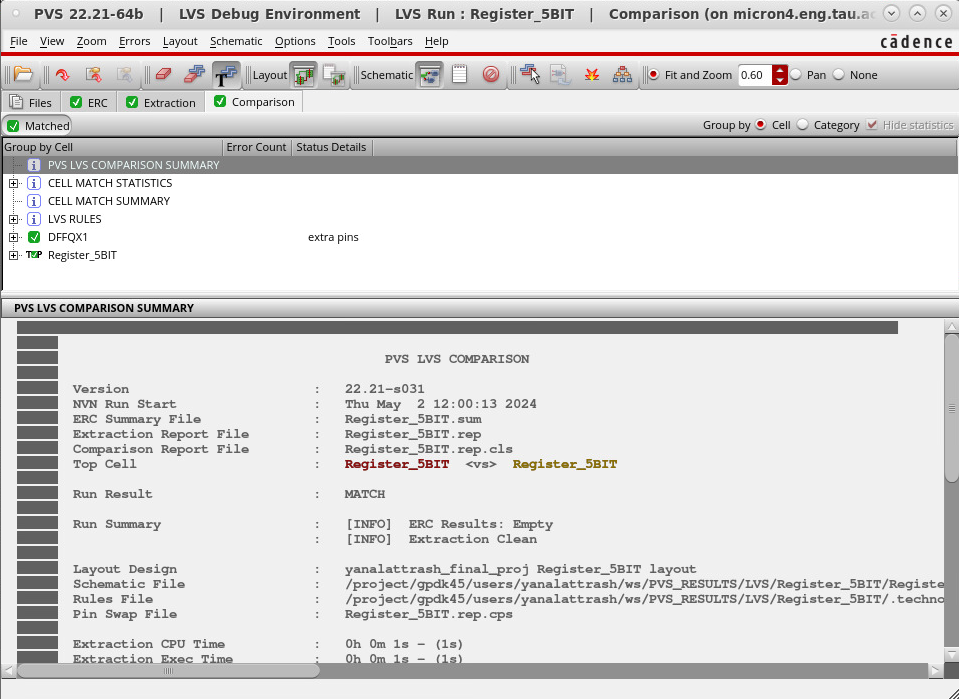 PVS 22.21-64b | LVS Debug Environment | LVS Run : Register_5BIT | Comparison (on micron4.eng.tau.ac
File View Zoom Errors Layout Schematic Options Tools Toolbars Help
cādence
T Layout Schematic Fit and Zoom 0.60 Pan None
Files ERC Extraction Comparison
Matched Group by Cell Category Hide statistics
Group by Cell Error Count Status Details
i PVS LVS COMPARISON SUMMARY
i CELL MATCH STATISTICS
i CELL MATCH SUMMARY
i LVS RULES
DFFQX1 extra pins
TOP Register_5BIT
PVS LVS COMPARISON SUMMARY
PVS LVS COMPARISON
Version : 22.21-s031
NVN Run Start : Thu May 2 12:00:13 2024
ERC Summary File : Register_5BIT.sum
Extraction Report File : Register_5BIT.rep
Comparison Report File : Register_5BIT.rep.cls
Top Cell : Register_5BIT <vs> Register_5BIT
Run Result : MATCH
Run Summary : [INFO] ERC Results: Empty
: [INFO] Extraction Clean
Layout Design : yanalattrash_final_proj Register_5BIT layout
Schematic File : /project/gpdk45/users/yanalattrash/ws/PVS_RESULTS/LVS/Register_5BIT/Registe
Rules File : /project/gpdk45/users/yanalattrash/ws/PVS_RESULTS/LVS/Register_5BIT/.techno
Pin Swap File : Register_5BIT.rep.cps
Extraction CPU Time : 0h 0m 1s - (1s)
Extraction Exec Time : 0h 0m 1s - (1s)